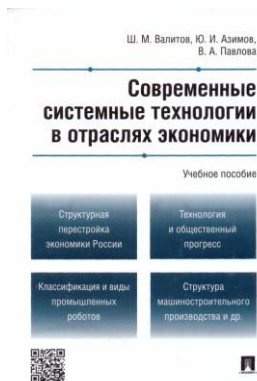 Ш. М. Валитов, Ю. И. Азимов,
В. А. Павлова
Современные
системные технологии
в отраслях экономики
Учебное пособие
Структурная
перестройка
экономики России
Технология
и общественный
прогресс
Классификация и виды
промышленных
роботов
Структура
машиностроительного
производства и др.